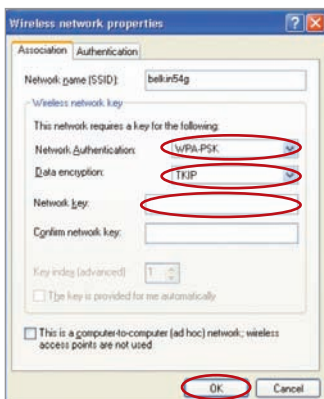 Wireless network properties
Association Authentication
Network name (SSID): belkin54g
Wireless network key
This network requires a key for the following:
Network Authentication: WPA-PSK
Data encryption: TKIP
Network key:
Confirm network key:
Key index (advanced): 1
The key is provided for me automatically
This is a computer-to-computer (ad hoc) network; wireless
access points are not used
OK Cancel